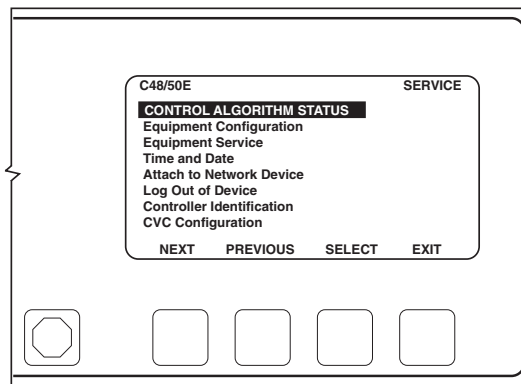 C48/50E SERVICE
CONTROL ALGORITHM STATUS
Equipment Configuration
Equipment Service
Time and Date
Attach to Network Device
Log Out of Device
Controller Identification
CVC Configuration
NEXT PREVIOUS SELECT EXIT